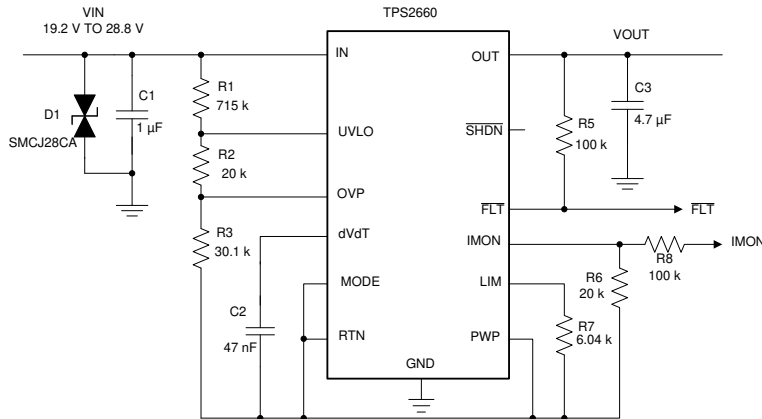 VIN
19.2 V TO 28.8 V
TPS2660
IN
OUT
VOUT
D1
SMCJ28CA
C1
1 µF
R1
715 k
UVLO
R2
20 k
OVP
R3
30.1 k
dVdT
C2
47 nF
MODE
RTN
GND
SHDN
FLT
IMON
LIM
PWP
R5
100 k
C3
4.7 µF
FLT
IMON
R8
100 k
R6
20 k
R7
6.04 k